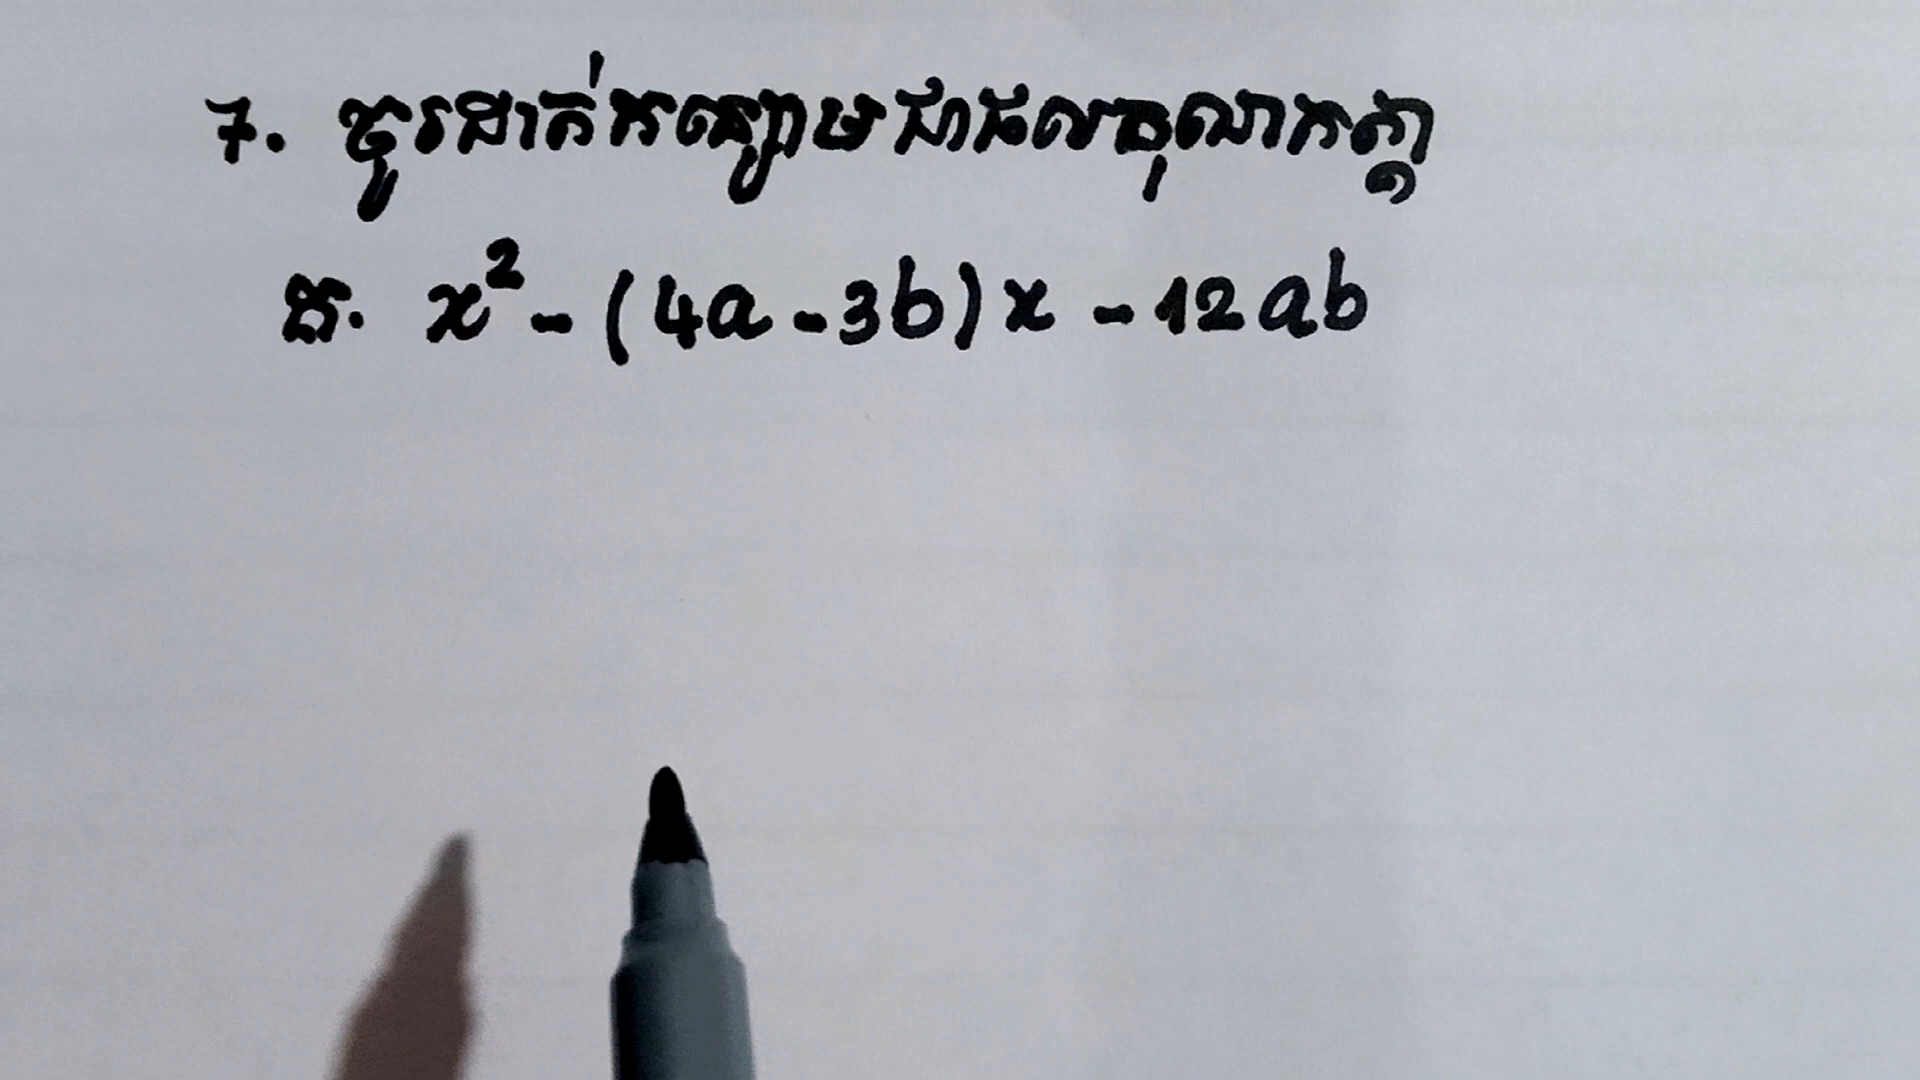 7. ចូរដាក់កន្សោមជាផលគុណកត្តា
ង. x² - (4a - 3b)x - 12ab